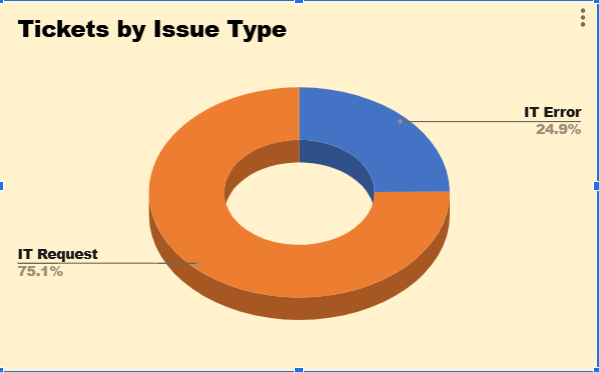 Tickets by Issue Type
IT Error
24.9%
IT Request
75.1%